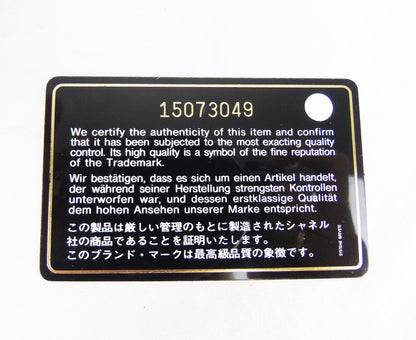 15073049
We certify the authenticity of this item and confirm
that it has been subjected to the most exacting quality
control. Its high quality is a symbol of the fine reputation
of the Trademark.
Wir bestätigen, dass es sich um einen Artikel handelt,
der während seiner Herstellung strengsten Kontrollen
unterworfen war, und dessen erstklassige Qualität
dem hohen Ansehen unserer Marke entspricht.
この製品は厳しい管理のもとに製造されたシャネル
社の商品であることを証明いたします。
このブランド・マークは最高級品質の象徴です。